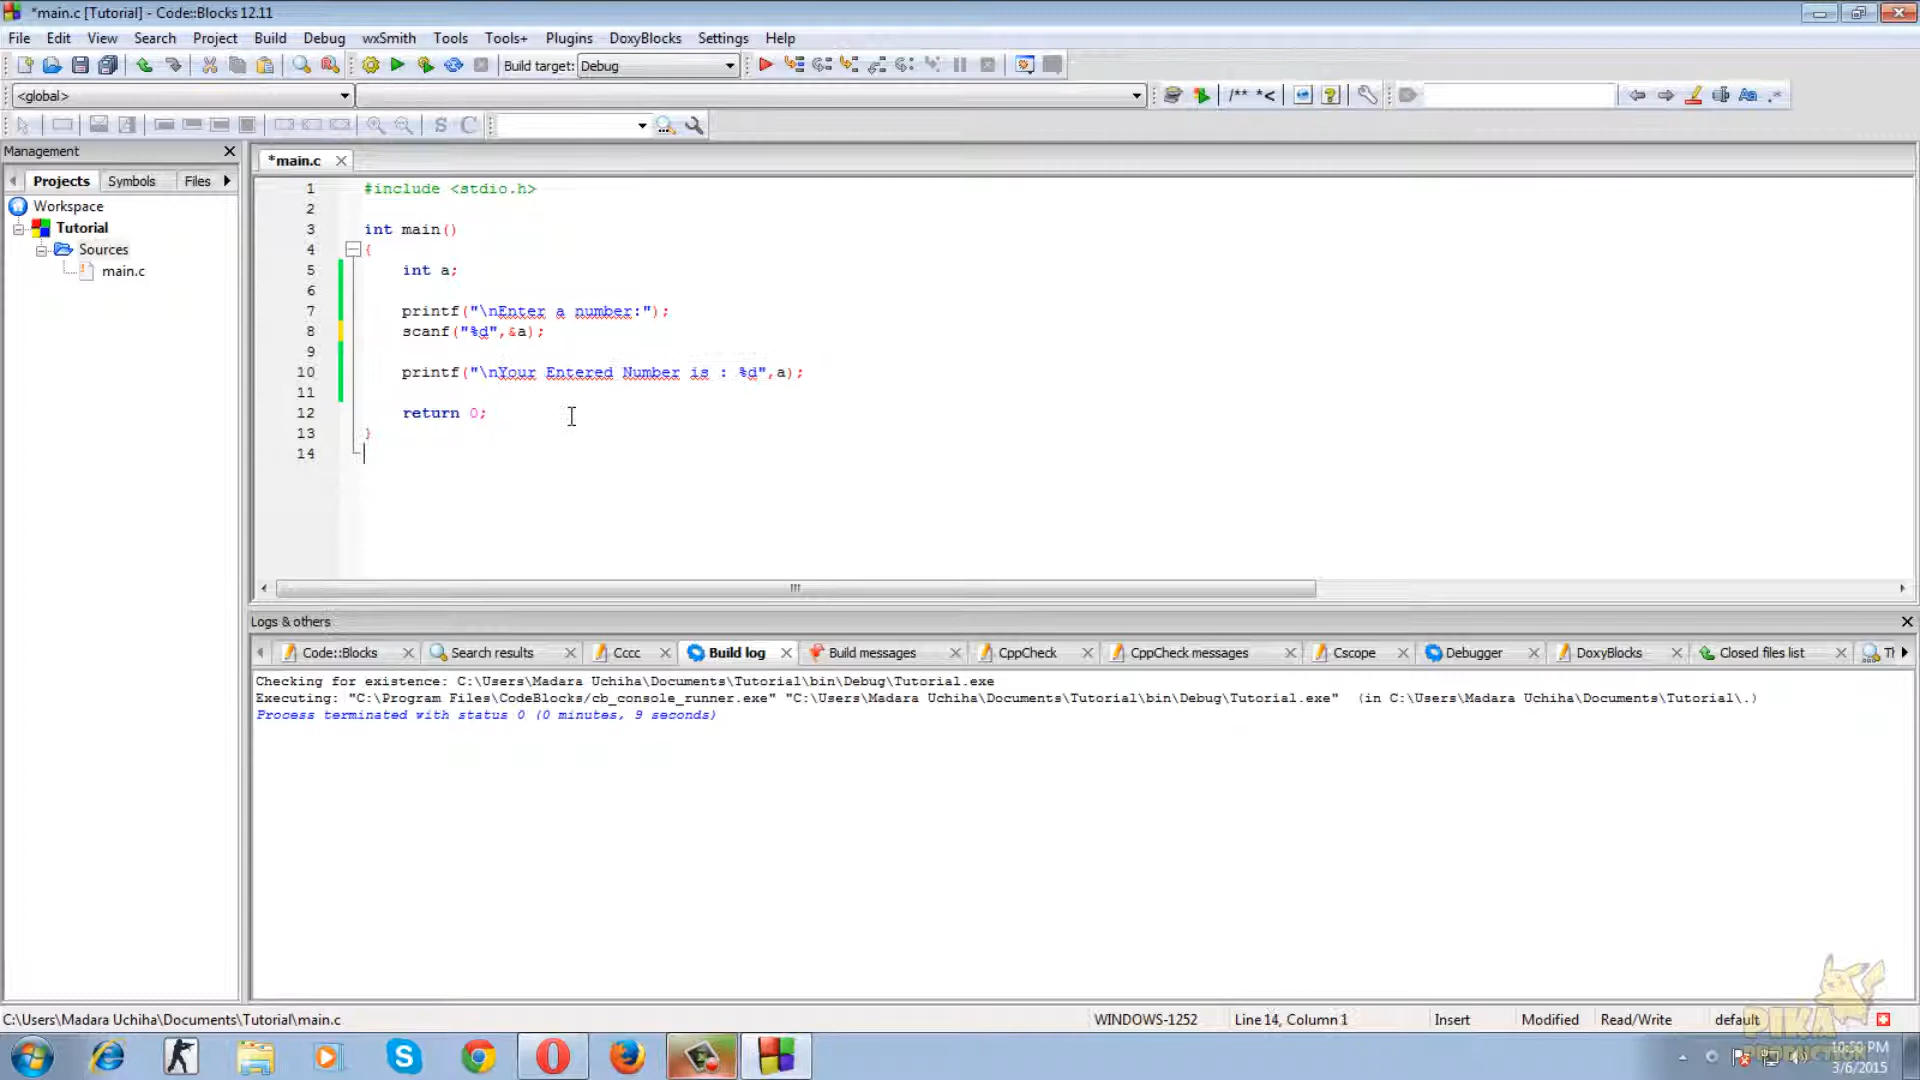 *main.c [Tutorial] - Code::Blocks 12.11
File Edit View Search Project Build Debug wxSmith Tools Tools+ Plugins DoxyBlocks Settings Help
Build target: Debug
<global>
/** *<
S C
Management
*main.c
Projects Symbols Files
Workspace
Tutorial
Sources
main.c
1 #include <stdio.h>
2
3 int main()
4 {
5 int a;
6
7 printf("\nEnter a number:");
8 scanf("%d",&a);
9
10 printf("\nYour Entered Number is : %d",a);
11
12 return 0;
13 }
14
Logs & others
Code::Blocks Search results Cccc Build log Build messages CppCheck CppCheck messages Cscope Debugger DoxyBlocks Closed files list
Checking for existence: C:\Users\Madara Uchiha\Documents\Tutorial\bin\Debug\Tutorial.exe
Executing: "C:\Program Files\CodeBlocks/cb_console_runner.exe" "C:\Users\Madara Uchiha\Documents\Tutorial\bin\Debug\Tutorial.exe" (in C:\Users\Madara Uchiha\Documents\Tutorial\.)
Process terminated with status 0 (0 minutes, 9 seconds)
C:\Users\Madara Uchiha\Documents\Tutorial\main.c WINDOWS-1252 Line 14, Column 1 Insert Modified Read/Write default
PIKA
PRODUCTION
3/6/2015